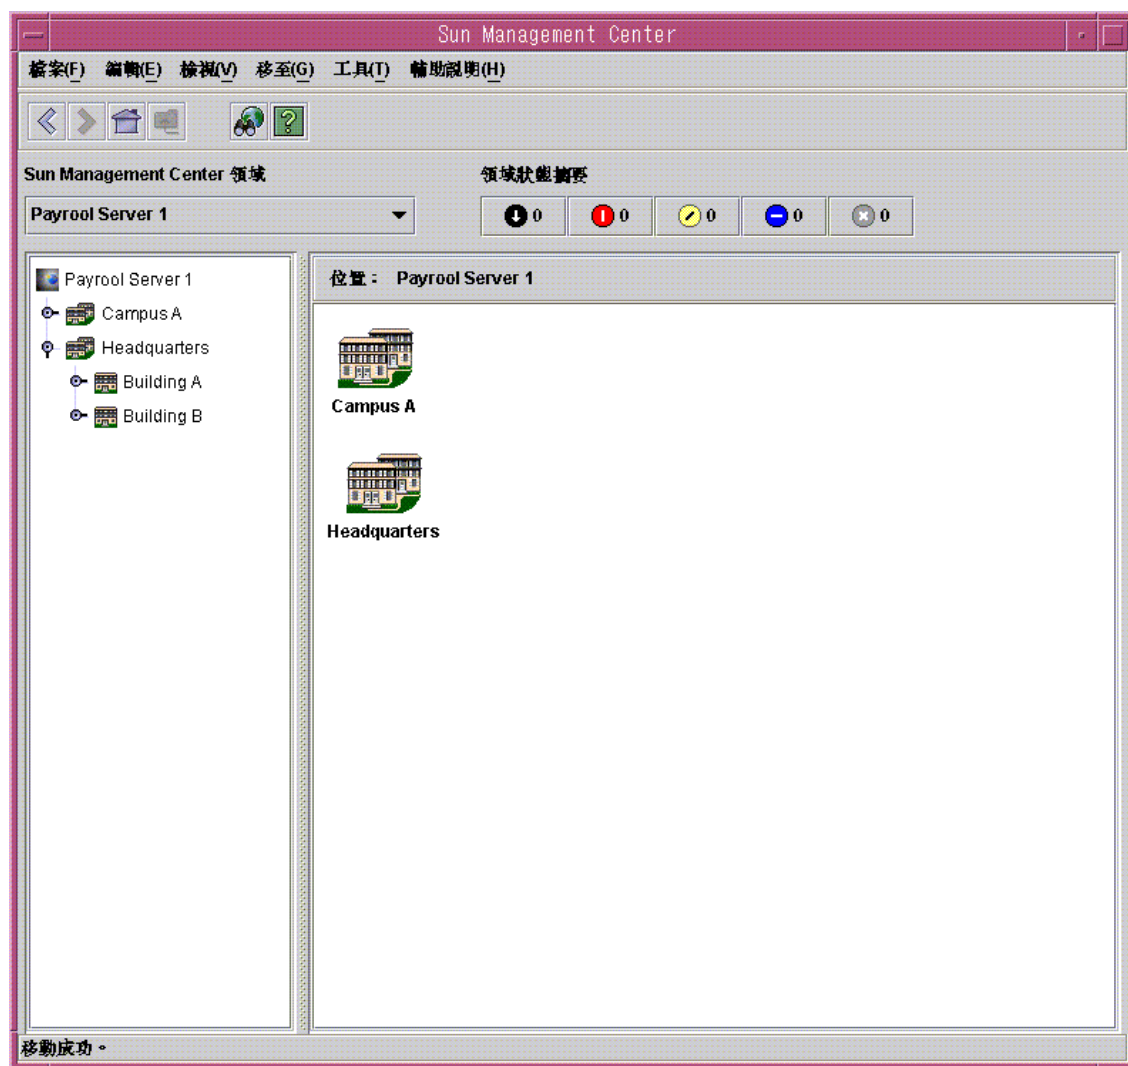 Sun Management Center
檔案(F) 編輯(E) 檢視(V) 移至(G) 工具(T) 輔助說明(H)
Sun Management Center 領域
領域狀態摘要
Payrool Server 1
0 0 0 0 0
Payrool Server 1
Campus A
Headquarters
Building A
Building B
位置： Payrool Server 1
Campus A
Headquarters
移動成功。